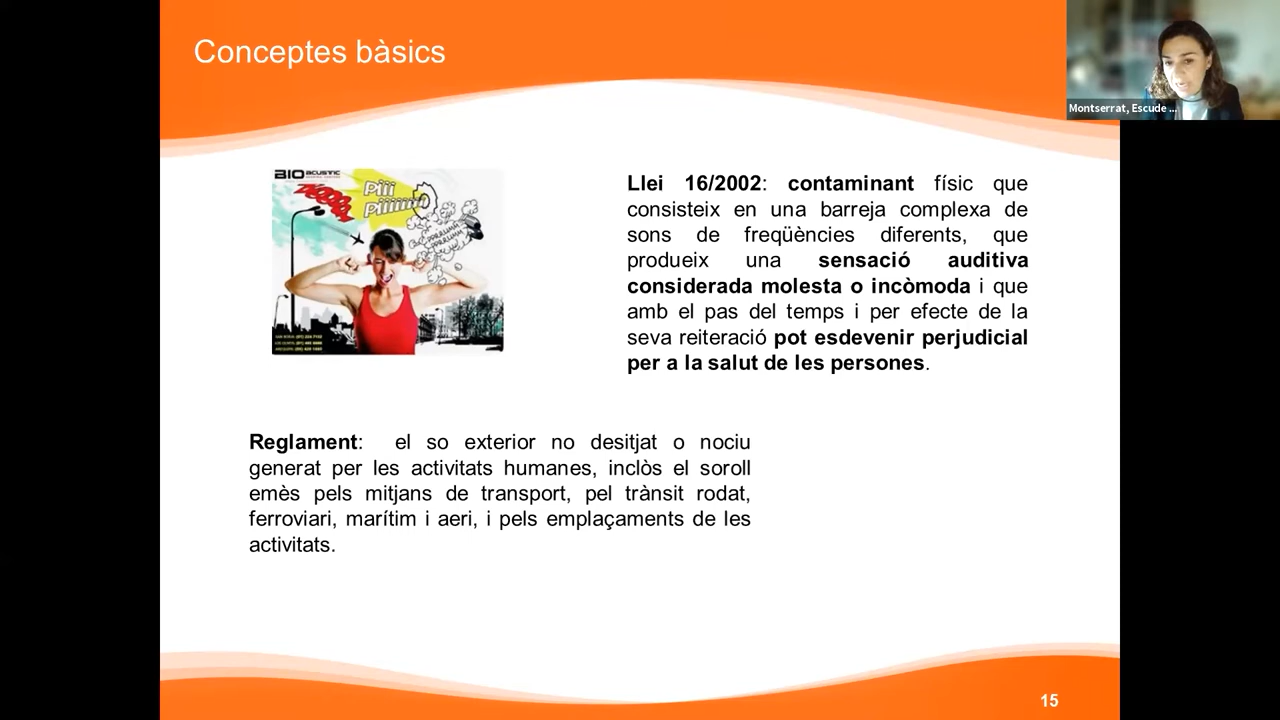 Conceptes bàsics
Montserrat, Escude ...
BIOacustic
Piii
Piiiiiiii
Llei 16/2002: contaminant físic que
consisteix en una barreja complexa de
sons de freqüències diferents, que
produeix una sensació auditiva
considerada molesta o incòmoda i que
amb el pas del temps i per efecte de la
seva reiteració pot esdevenir perjudicial
per a la salut de les persones.
Reglament: el so exterior no desitjat o nociu
generat per les activitats humanes, inclòs el soroll
emès pels mitjans de transport, pel trànsit rodat,
ferroviari, marítim i aeri, i pels emplaçaments de les
activitats.
15